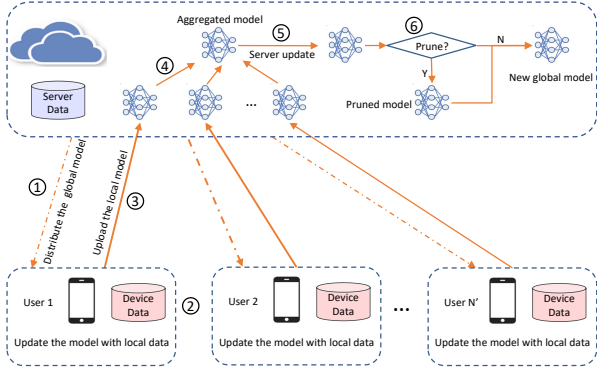 Aggregated model
⑤
⑥
Prune?
N
Server update
④
Y
New global model
Server
Data
...
Pruned model
①
Distribute the global model
Upload the local model
③
User 1
Device
Data
②
User 2
Device
Data
...
User N'
Device
Data
Update the model with local data
Update the model with local data
Update the model with local data